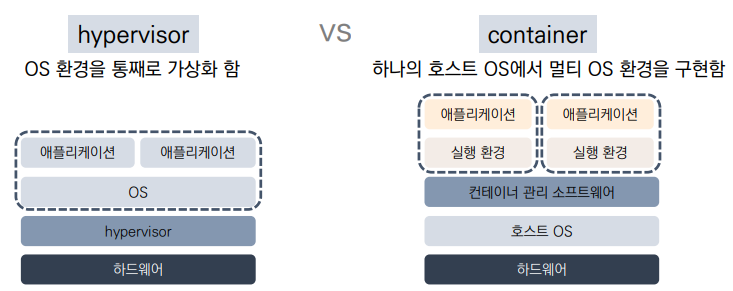 hypervisor
VS
container
OS 환경을 통째로 가상화 함
하나의 호스트 OS에서 멀티 OS 환경을 구현함
애플리케이션
애플리케이션
OS
hypervisor
하드웨어
애플리케이션
애플리케이션
실행 환경
실행 환경
컨테이너 관리 소프트웨어
호스트 OS
하드웨어